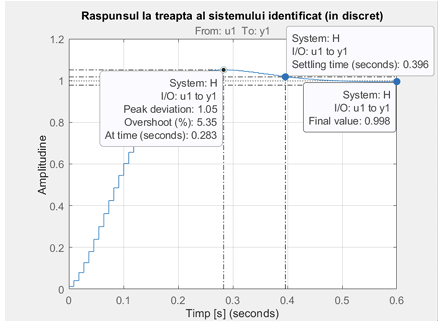 Raspunsul la treapta al sistemului identificat (in discret)
From: u1 To: y1
System: H
I/O: u1 to y1
Settling time (seconds): 0.396
System: H
I/O: u1 to y1
Peak deviation: 1.05
Overshoot (%): 5.35
At time (seconds): 0.283
System: H
I/O: u1 to y1
Final value: 0.998
Amplitudine
1.2
1
0.8
0.6
0.4
0.2
0
0
0.1
0.2
0.3
0.4
0.5
0.6
Timp [s] (seconds)